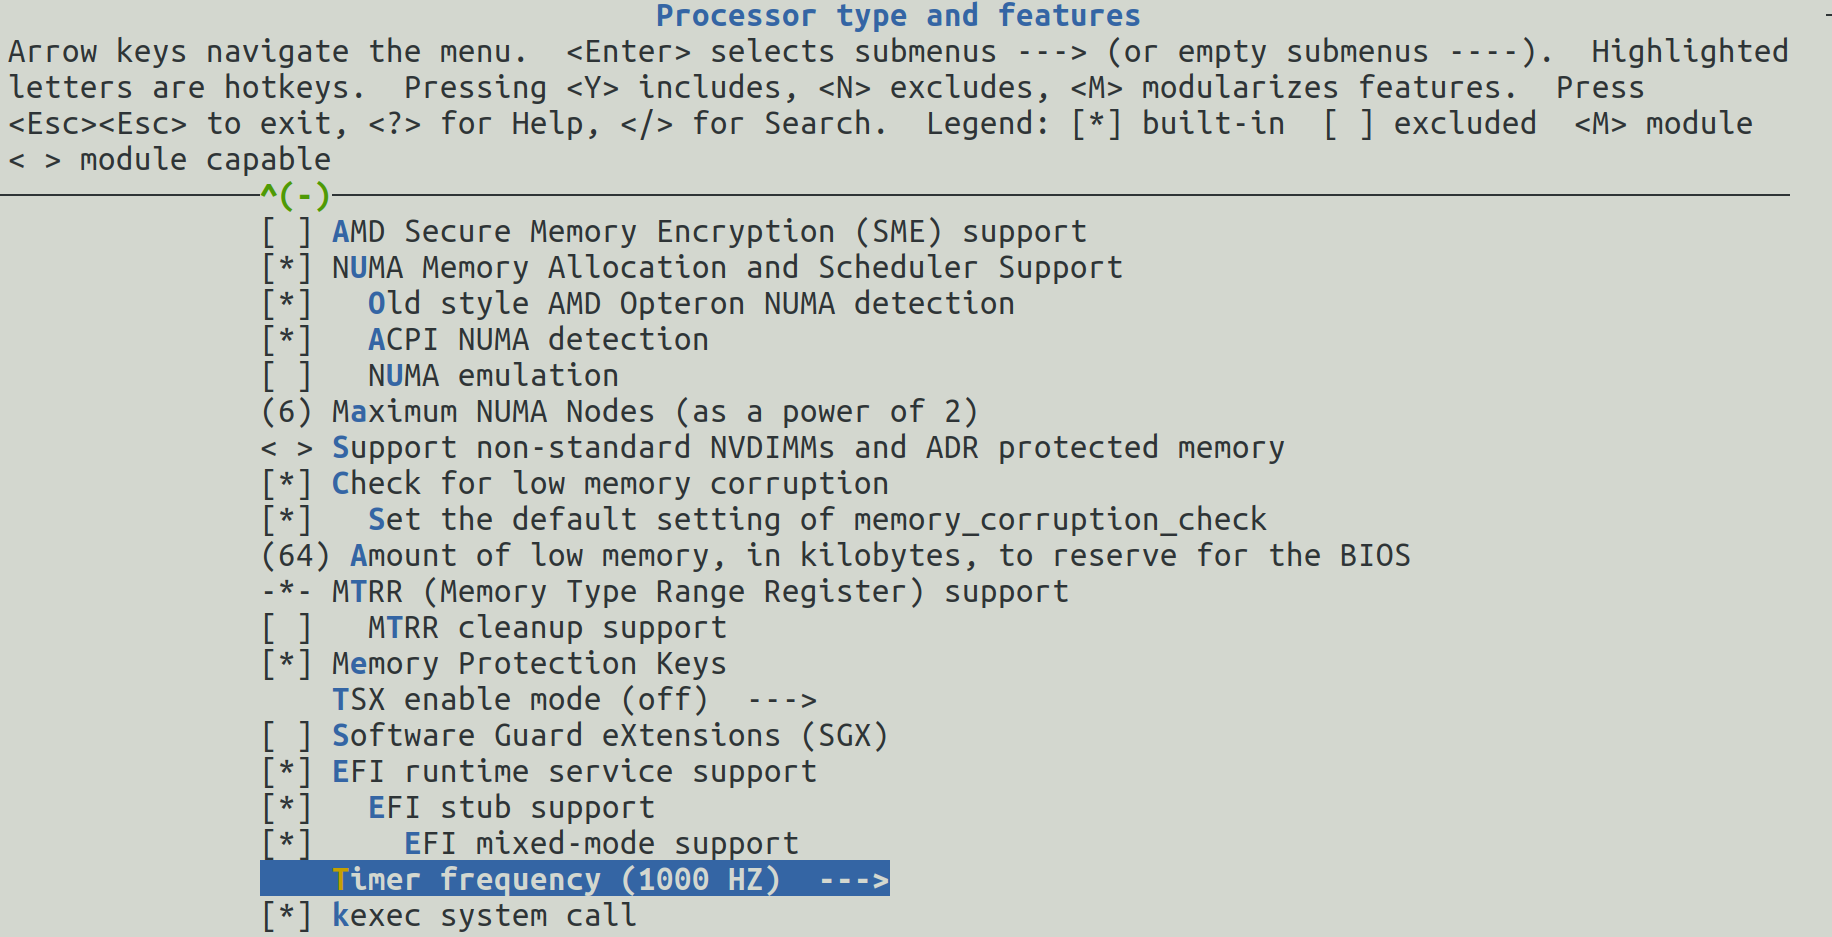 Processor type and features
Arrow keys navigate the menu.  <Enter> selects submenus ---> (or empty submenus ----).  Highlighted
letters are hotkeys.  Pressing <Y> includes, <N> excludes, <M> modularizes features.  Press
<Esc><Esc> to exit, <?> for Help, </> for Search.  Legend: [*] built-in  [ ] excluded  <M> module
< > module capable
^(-)
[ ] AMD Secure Memory Encryption (SME) support
[*] NUMA Memory Allocation and Scheduler Support
[*]   Old style AMD Opteron NUMA detection
[*]   ACPI NUMA detection
[ ]   NUMA emulation
(6) Maximum NUMA Nodes (as a power of 2)
< > Support non-standard NVDIMMs and ADR protected memory
[*] Check for low memory corruption
[*]   Set the default setting of memory_corruption_check
(64) Amount of low memory, in kilobytes, to reserve for the BIOS
-*- MTRR (Memory Type Range Register) support
[ ]   MTRR cleanup support
[*] Memory Protection Keys
    TSX enable mode (off)  --->
[ ] Software Guard eXtensions (SGX)
[*] EFI runtime service support
[*]   EFI stub support
[*]     EFI mixed-mode support
    Timer frequency (1000 HZ)  --->
[*] kexec system call